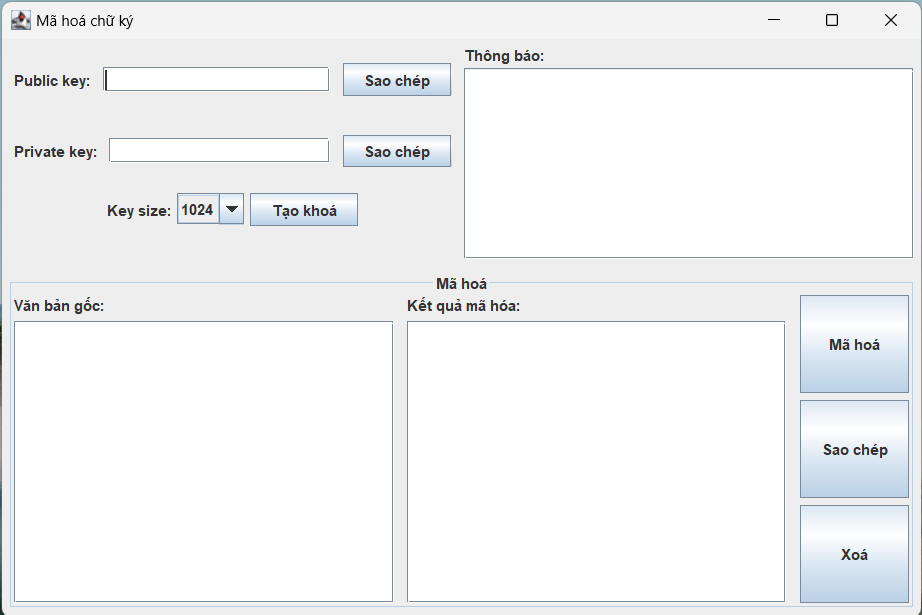 Mã hoá chữ ký
Public key:
Sao chép
Private key:
Sao chép
Key size:
1024
Tạo khoá
Thông báo:
Mã hoá
Văn bản gốc:
Kết quả mã hóa:
Mã hoá
Sao chép
Xoá